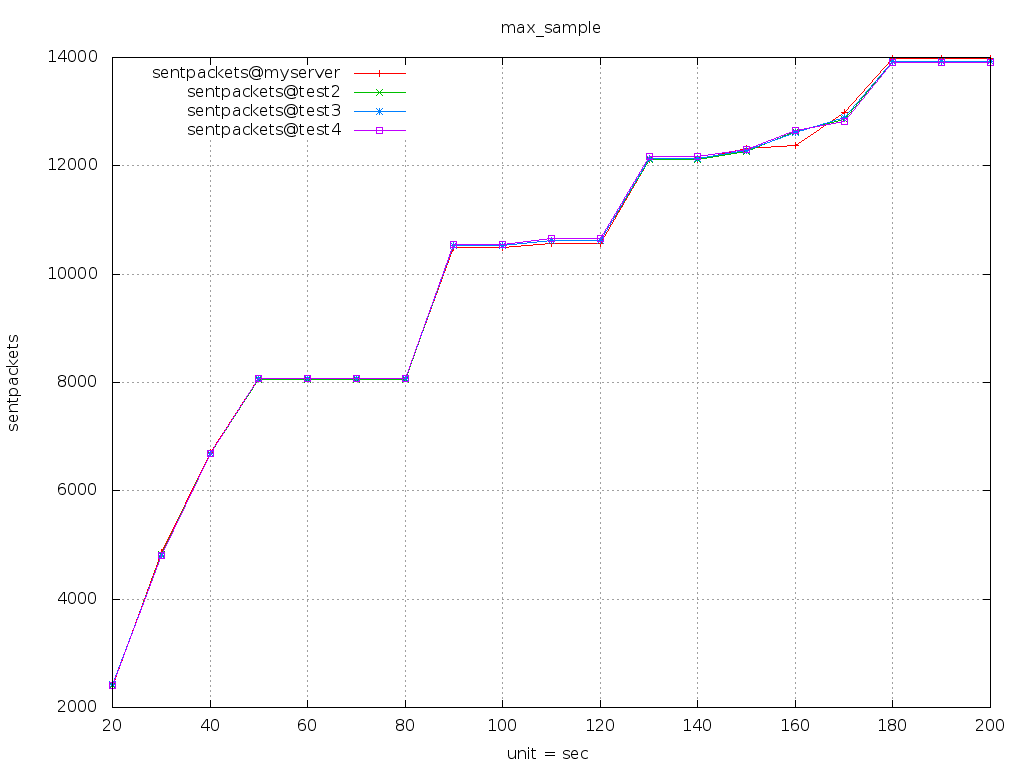 max_sample
14000
12000
10000
8000
6000
4000
2000
sentpackets
sentpackets@myserver
sentpackets@test2
sentpackets@test3
sentpackets@test4
20 40 60 80 100 120 140 160 180 200
unit = sec